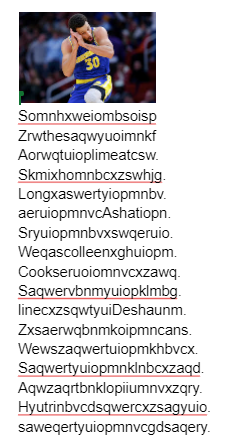 30
Somnhxweiombsoisp
Zrwthesaqwyuoimnkf
Aorwqtuioplimeatcsw.
Skmixhomnbcxzswhjg.
Longxaswertyiopmnbv.
aeruiopmnvcAshatiopn.
Sryuiopmnbvxswqeruio.
Weqascolleenxghuiopm.
Cookseruoiomnvcxzawq.
Saqwervbnmyuiopklmbg.
linecxzsqwtyuiDeshaunm.
Zxsaerwqbnmkoipmncans.
Wewszaqwertuiopmkhbvcx.
Saqwertyuiopmnklnbcxzaqd.
Aqwzaqrtbnklopiiumnvxzqry.
Hyutrinbvcdsqwercxzsagyuio.
saweqertyuiopmnvcgdsaqery.